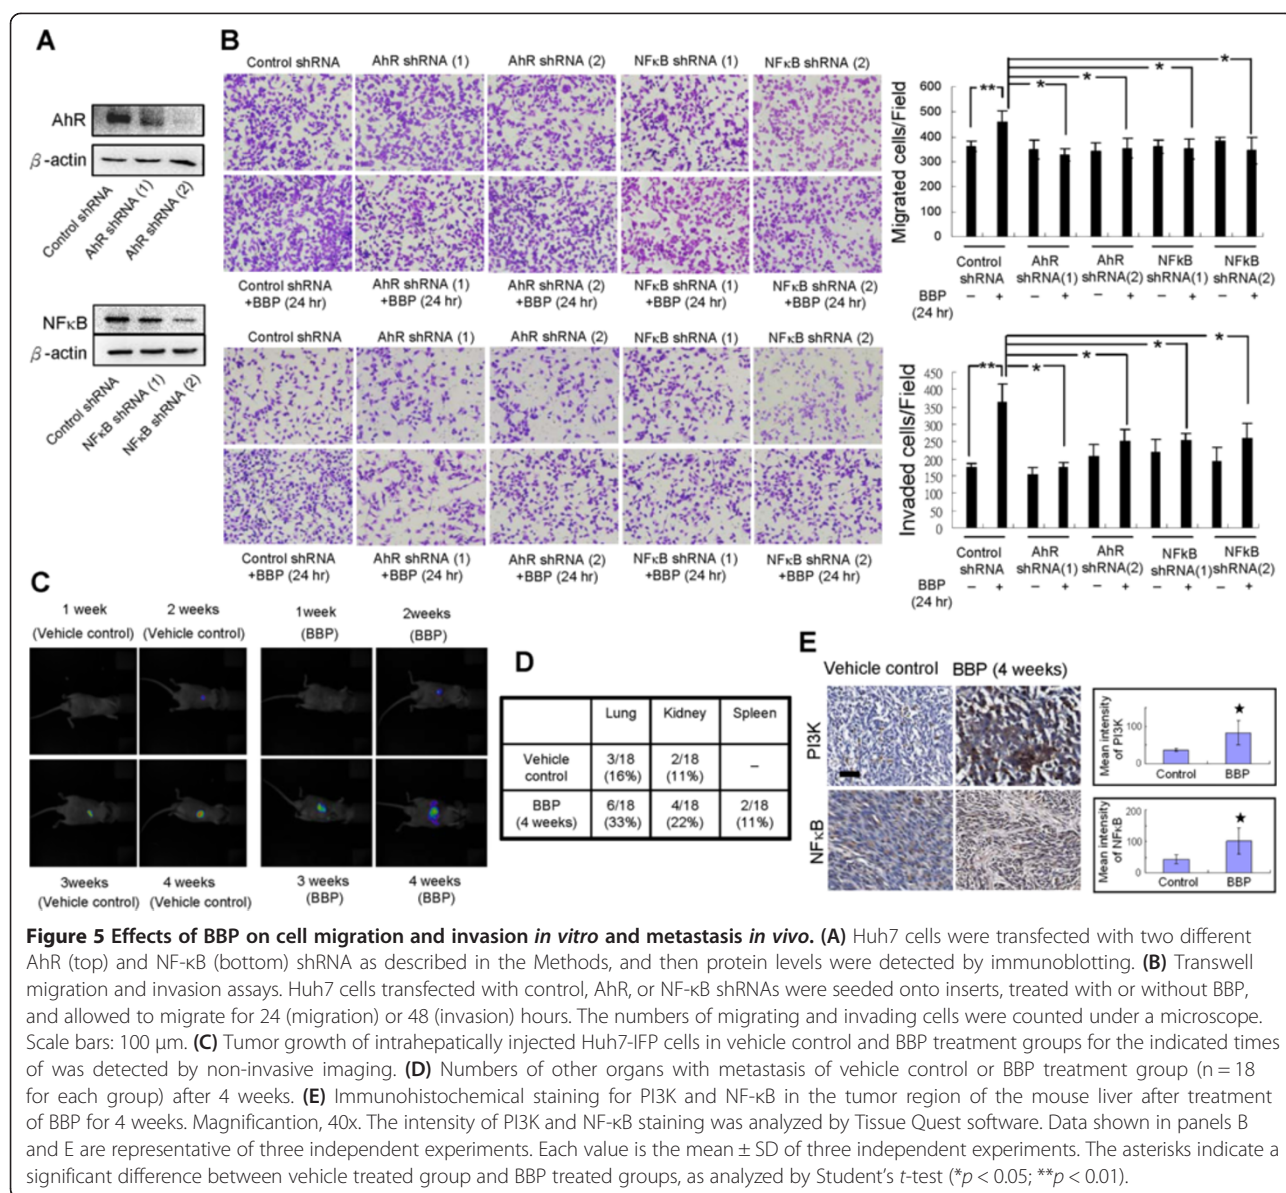 A
AhR
β-actin
Control shRNA
AhR shRNA (1)
AhR shRNA (2)
NFκB
β-actin
Control shRNA
NFκB shRNA (1)
NFκB shRNA (2)
B
Control shRNA AhR shRNA (1) AhR shRNA (2) NFκB shRNA (1) NFκB shRNA (2)
Control shRNA AhR shRNA (1) AhR shRNA (2) NFκB shRNA (1) NFκB shRNA (2)
+BBP (24 hr) +BBP (24 hr) +BBP (24 hr) +BBP (24 hr) +BBP (24 hr)
Control shRNA AhR shRNA (1) AhR shRNA (2) NFκB shRNA (1) NFκB shRNA (2)
Control shRNA AhR shRNA (1) AhR shRNA (2) NFκB shRNA (1) NFκB shRNA (2)
+BBP (24 hr) +BBP (24 hr) +BBP (24 hr) +BBP (24 hr) +BBP (24 hr)
Migrated cells/Field
600
500
400
300
200
100
0
** * * * *
Control AhR AhR NFκB NFκB
shRNA shRNA(1) shRNA(2) shRNA(1) shRNA(2)
BBP − + − + − + − + − +
(24 hr)
Invaded cells/Field
450
400
350
300
250
200
150
100
50
0
** * * * *
Control AhR AhR NFkB NFkB
shRNA shRNA(1) shRNA(2) shRNA(1) shRNA(2)
BBP − + − + − + − + − +
(24 hr)
C
1 week 2 weeks 1week 2weeks
(Vehicle control) (Vehicle control) (BBP) (BBP)
3weeks 4 weeks 3 weeks 4 weeks
(Vehicle control) (Vehicle control) (BBP) (BBP)
D
Lung Kidney Spleen
Vehicle control 3/18 (16%) 2/18 (11%) –
BBP (4 weeks) 6/18 (33%) 4/18 (22%) 2/18 (11%)
E
Vehicle control BBP (4 weeks)
PI3K
NFκB
Mean intensity of PI3K
100
0
★
Control BBP
Mean intensity of NFκB
200
100
0
★
Control BBP
Figure 5 Effects of BBP on cell migration and invasion in vitro and metastasis in vivo. (A) Huh7 cells were transfected with two different
AhR (top) and NF-κB (bottom) shRNA as described in the Methods, and then protein levels were detected by immunoblotting. (B) Transwell
migration and invasion assays. Huh7 cells transfected with control, AhR, or NF-κB shRNAs were seeded onto inserts, treated with or without BBP,
and allowed to migrate for 24 (migration) or 48 (invasion) hours. The numbers of migrating and invading cells were counted under a microscope.
Scale bars: 100 μm. (C) Tumor growth of intrahepatically injected Huh7-IFP cells in vehicle control and BBP treatment groups for the indicated times
of was detected by non-invasive imaging. (D) Numbers of other organs with metastasis of vehicle control or BBP treatment group (n = 18
for each group) after 4 weeks. (E) Immunohistochemical staining for PI3K and NF-κB in the tumor region of the mouse liver after treatment
of BBP for 4 weeks. Magnificantion, 40x. The intensity of PI3K and NF-κB staining was analyzed by Tissue Quest software. Data shown in panels B
and E are representative of three independent experiments. Each value is the mean ± SD of three independent experiments. The asterisks indicate a
significant difference between vehicle treated group and BBP treated groups, as analyzed by Student's t-test (*p < 0.05; **p < 0.01).